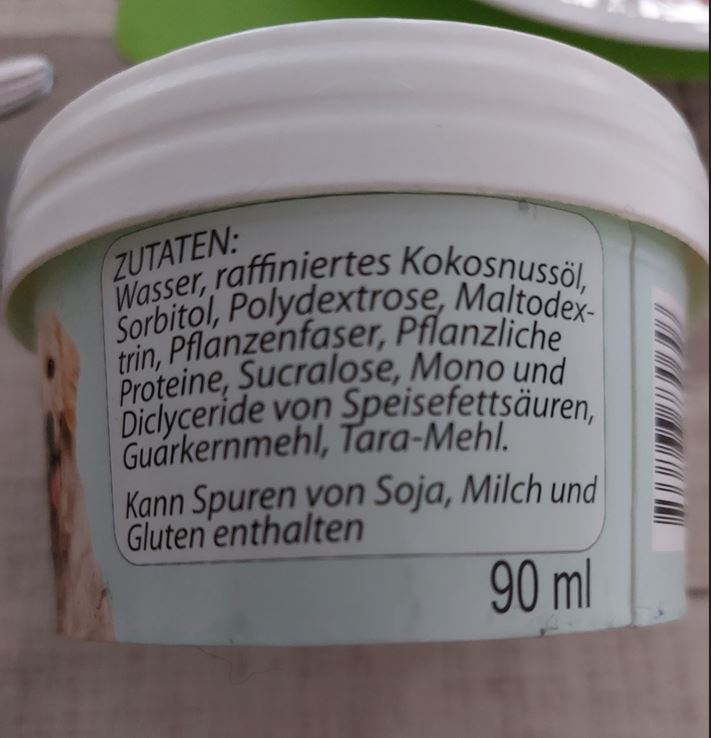 ZUTATEN:
Wasser, raffiniertes Kokosnussöl,
Sorbitol, Polydextrose, Maltodex-
trin, Pflanzenfaser, Pflanzliche
Proteine, Sucralose, Mono und
Diclyceride von Speisefettsäuren,
Guarkernmehl, Tara-Mehl.
Kann Spuren von Soja, Milch und
Gluten enthalten
90 ml